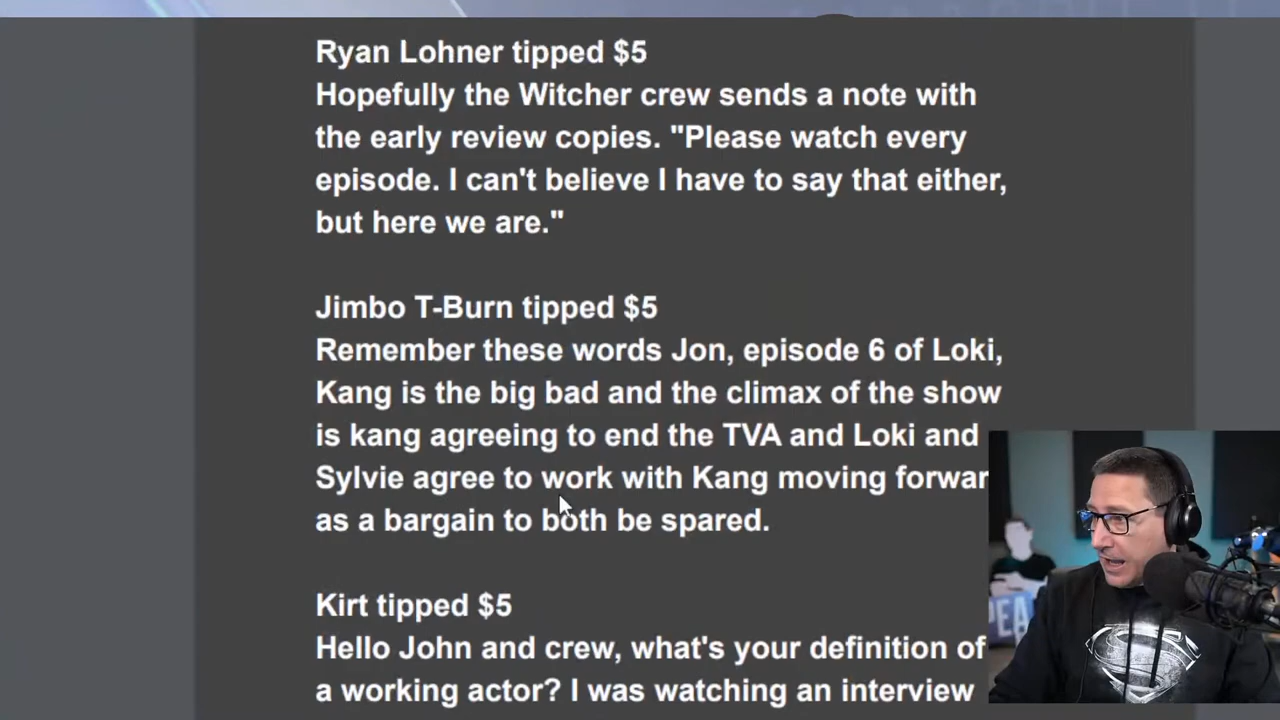 Ryan Lohner tipped $5
Hopefully the Witcher crew sends a note with
the early review copies. "Please watch every
episode. I can't believe I have to say that either,
but here we are."
Jimbo T-Burn tipped $5
Remember these words Jon, episode 6 of Loki,
Kang is the big bad and the climax of the show
is kang agreeing to end the TVA and Loki and
Sylvie agree to work with Kang moving forwar
as a bargain to both be spared.
Kirt tipped $5
Hello John and crew, what's your definition of
a working actor? I was watching an interview
PEA